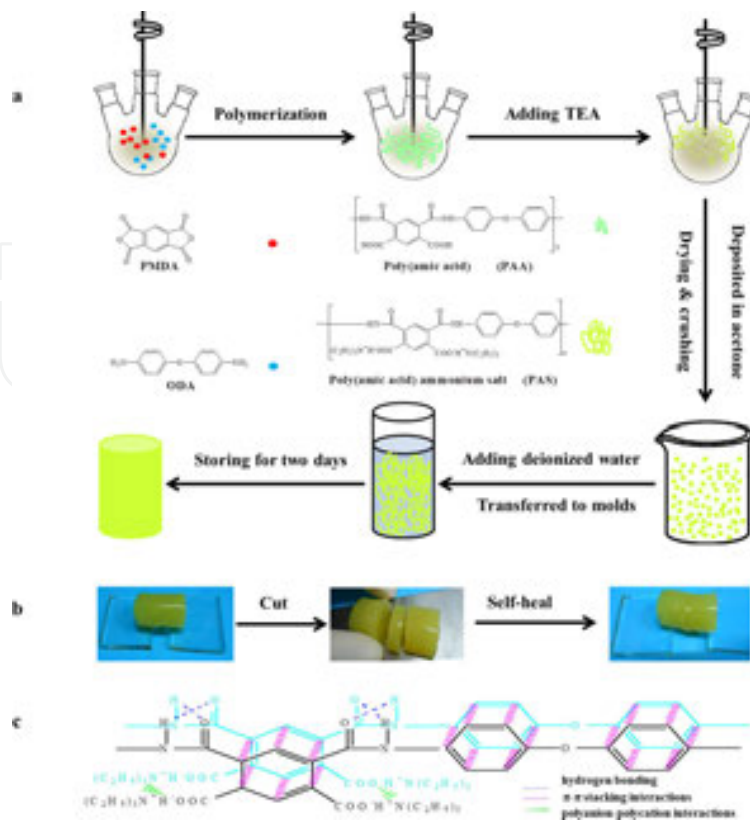 a
Polymerization
Adding TEA
PMDA
Poly(amic acid) (PAA)
Deposited in acetone
Drying & crushing
ODA
Poly(amic acid) ammonium salt (PAS)
Storing for two days
Adding deionized water
Transferred to molds
b
Cut
Self-heal
c
hydrogen bonding
π-π stacking interactions
polyanion-polycation interactions